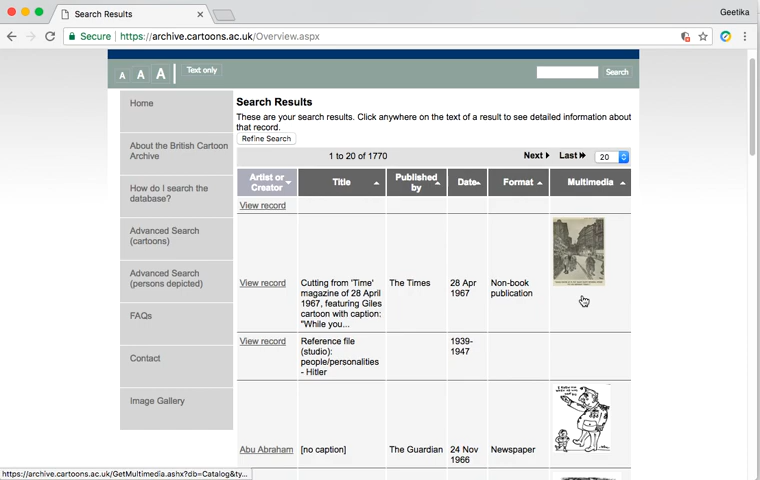 Search Results
Geetika
Secure https://archive.cartoons.ac.uk/Overview.aspx
A A A Text only
Search
Home
About the British Cartoon
Archive
How do I search the
database?
Advanced Search
(cartoons)
Advanced Search
(persons depicted)
FAQs
Contact
Image Gallery
Search Results
These are your search results. Click anywhere on the text of a result to see detailed information about
that record.
Refine Search
1 to 20 of 1770
Next Last 20
Artist or
Creator
Title
Published
by
Date
Format
Multimedia
View record
View record
Cutting from 'Time'
magazine of 28 April
1967, featuring Giles
cartoon with caption:
"While you...
The Times
28 Apr
1967
Non-book
publication
View record
Reference file
(studio):
people/personalities
- Hitler
1939-
1947
Abu Abraham
[no caption]
The Guardian
24 Nov
1966
Newspaper
https://archive.cartoons.ac.uk/GetMultimedia.ashx?db=Catalog&ty...